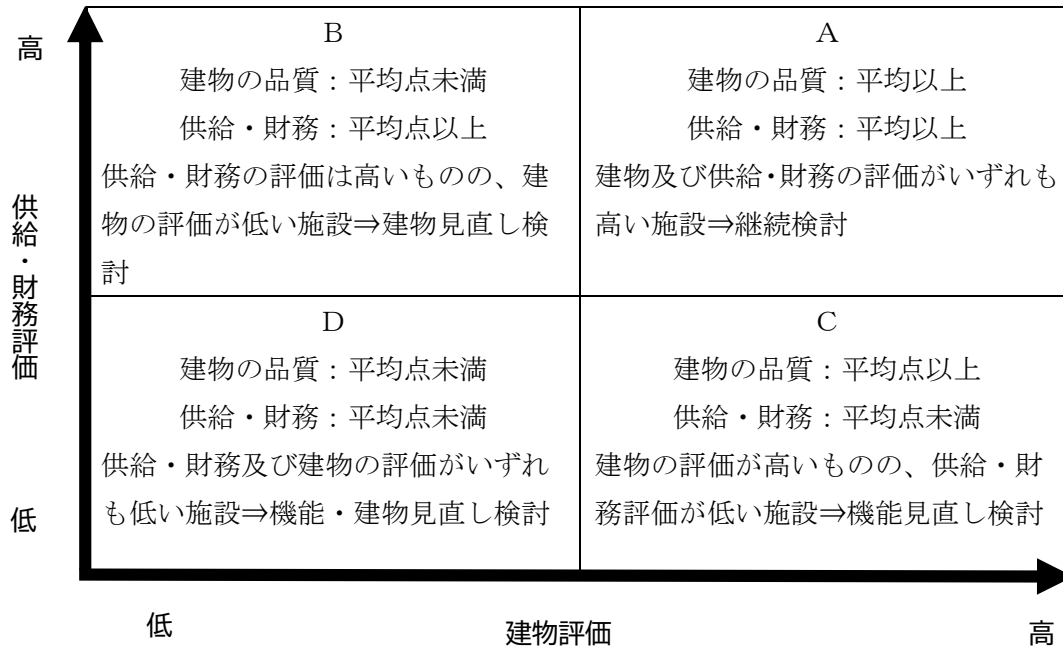 高
供給・財務評価
低
B
建物の品質：平均点未満
供給・財務：平均点以上
供給・財務の評価は高いものの、建
物の評価が低い施設⇒建物見直し検
討
A
建物の品質：平均以上
供給・財務：平均以上
建物及び供給・財務の評価がいずれも
高い施設⇒継続検討
D
建物の品質：平均点未満
供給・財務：平均点未満
供給・財務及び建物の評価がいずれ
も低い施設⇒機能・建物見直し検討
C
建物の品質：平均点以上
供給・財務：平均点未満
建物の評価が高いものの、供給・財
務評価が低い施設⇒機能見直し検討
低
建物評価
高